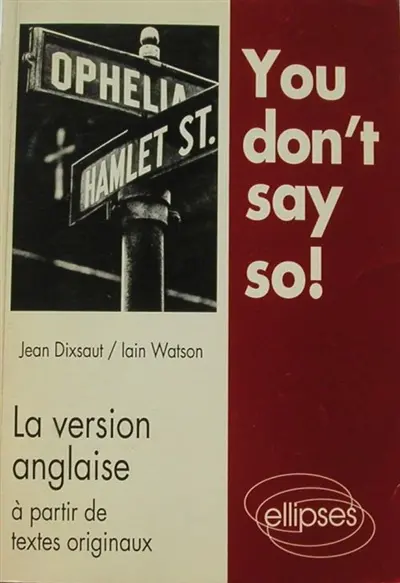 OPHELIA
HAMLET ST.
You
don't
say
so!
Jean Dixsaut / Iain Watson
La version
anglaise
à partir de
textes originaux
ellipses